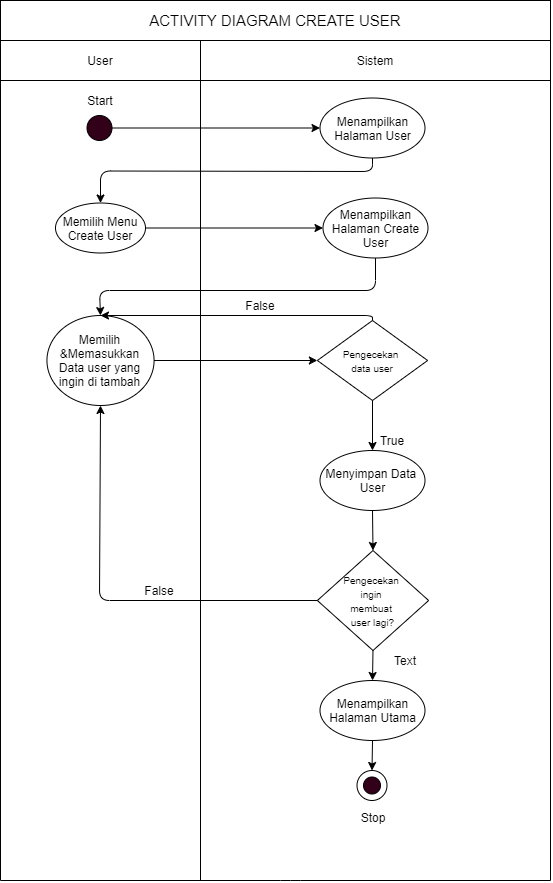 ACTIVITY DIAGRAM CREATE USER
User
Sistem
Start
Menampilkan
Halaman User
Memilih Menu
Create User
Menampilkan
Halaman Create
User
False
Memilih
&Memasukkan
Data user yang
ingin di tambah
Pengecekan
data user
True
Menyimpan Data
User
False
Pengecekan
ingin
membuat
user lagi?
Text
Menampilkan
Halaman Utama
Stop